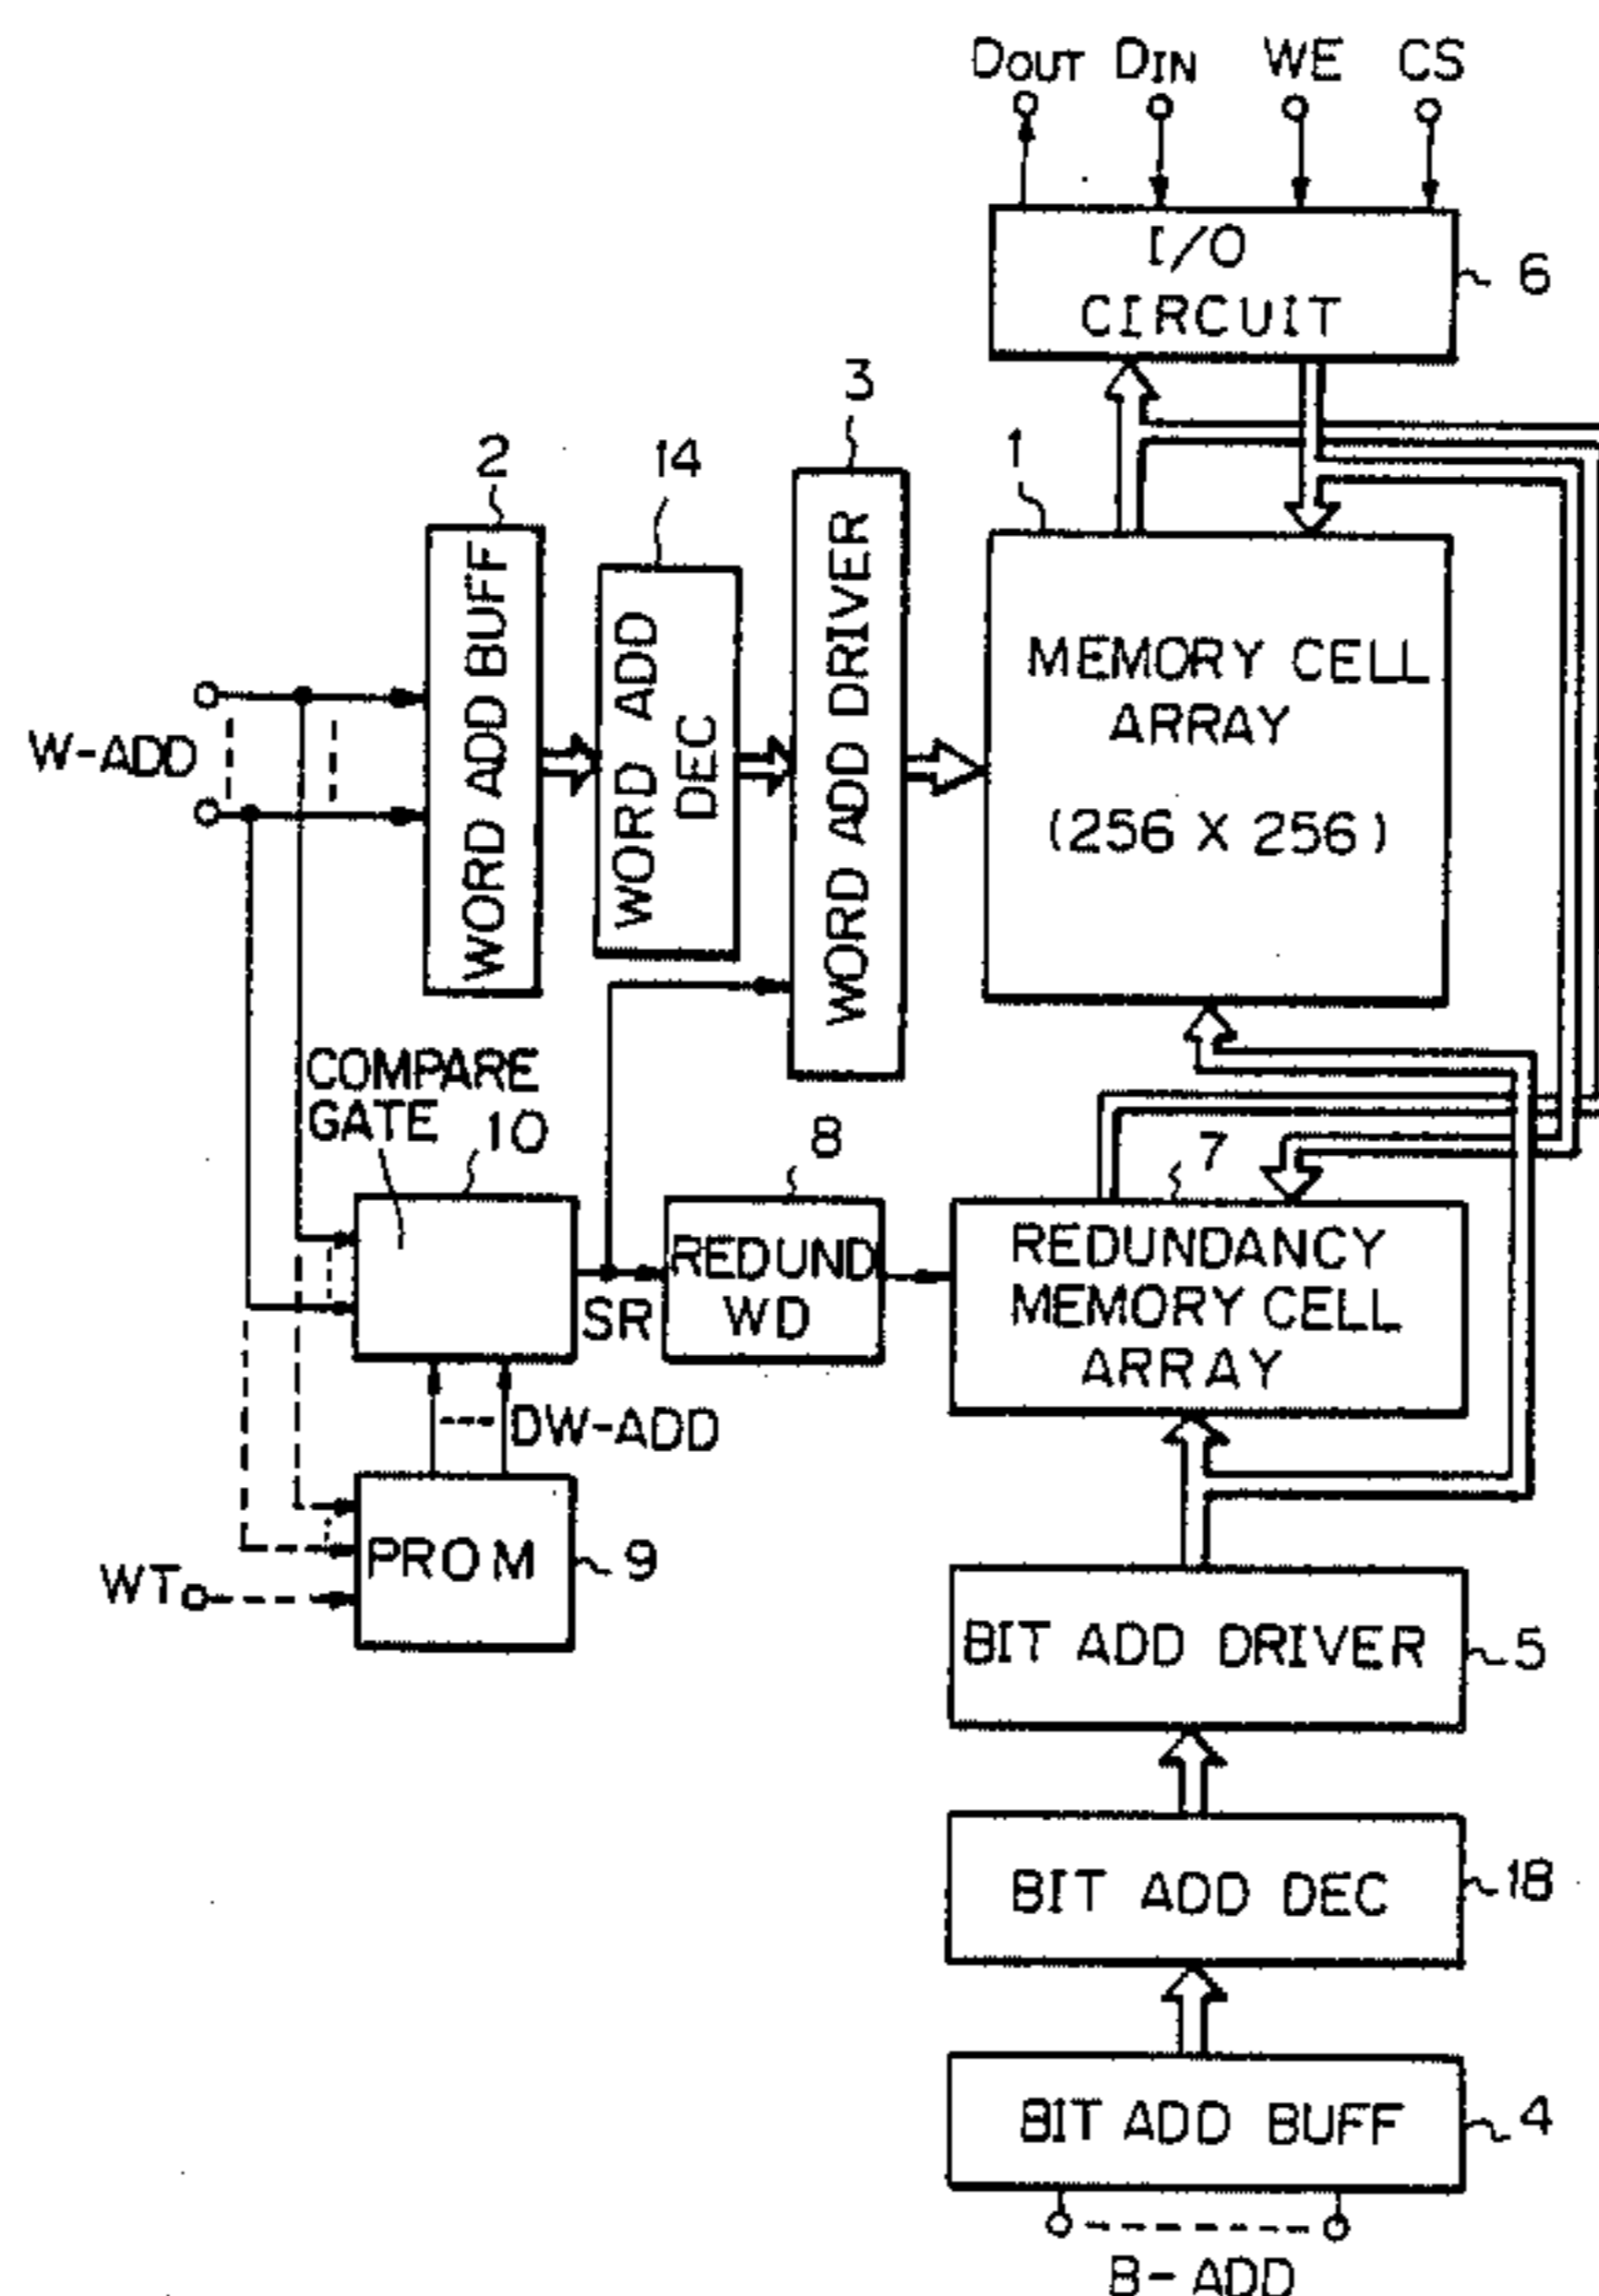 DOUT DIN WE CS
I/O
CIRCUIT
6
3
2
14
1
WORD ADD BUFF
WORD ADD
DEC
WORD ADD DRIVER
MEMORY CELL
ARRAY
(256 X 256)
W-ADD
COMPARE
GATE
10
8
7
REDUND
WD
SR
REDUNDANCY
MEMORY CELL
ARRAY
DW-ADD
PROM
9
WT
BIT ADD DRIVER
5
BIT ADD DEC
18
BIT ADD BUFF
4
B-ADD